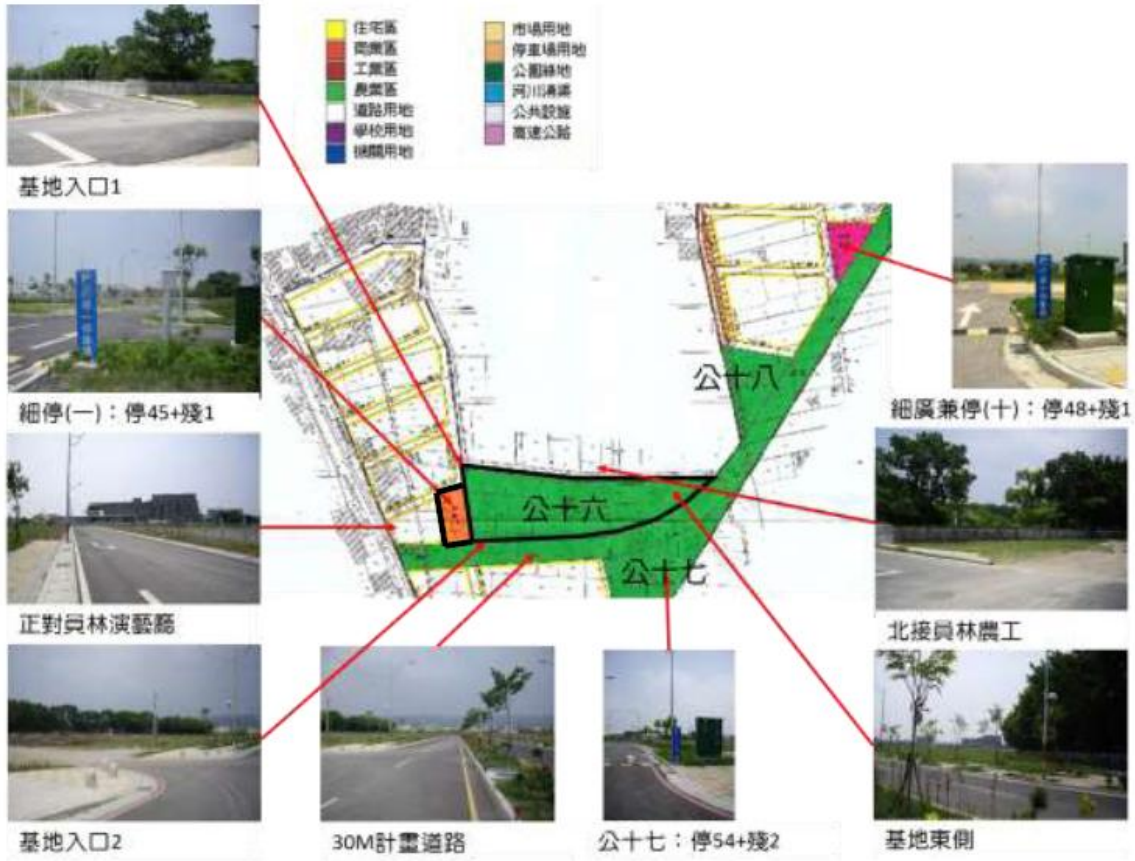 住宅區
商業區
工業區
農業區
道路用地
學校用地
機關用地
市場用地
停車場用地
公園綠地
河川溝渠
公共設施
高速公路
基地入口1
細停(一)：停45+殘1
正對員林演藝廳
基地入口2
30M計畫道路
公十七：停54+殘2
基地東側
北接員林農工
細廣兼停(十)：停48+殘1
公十八
公十六
公十七